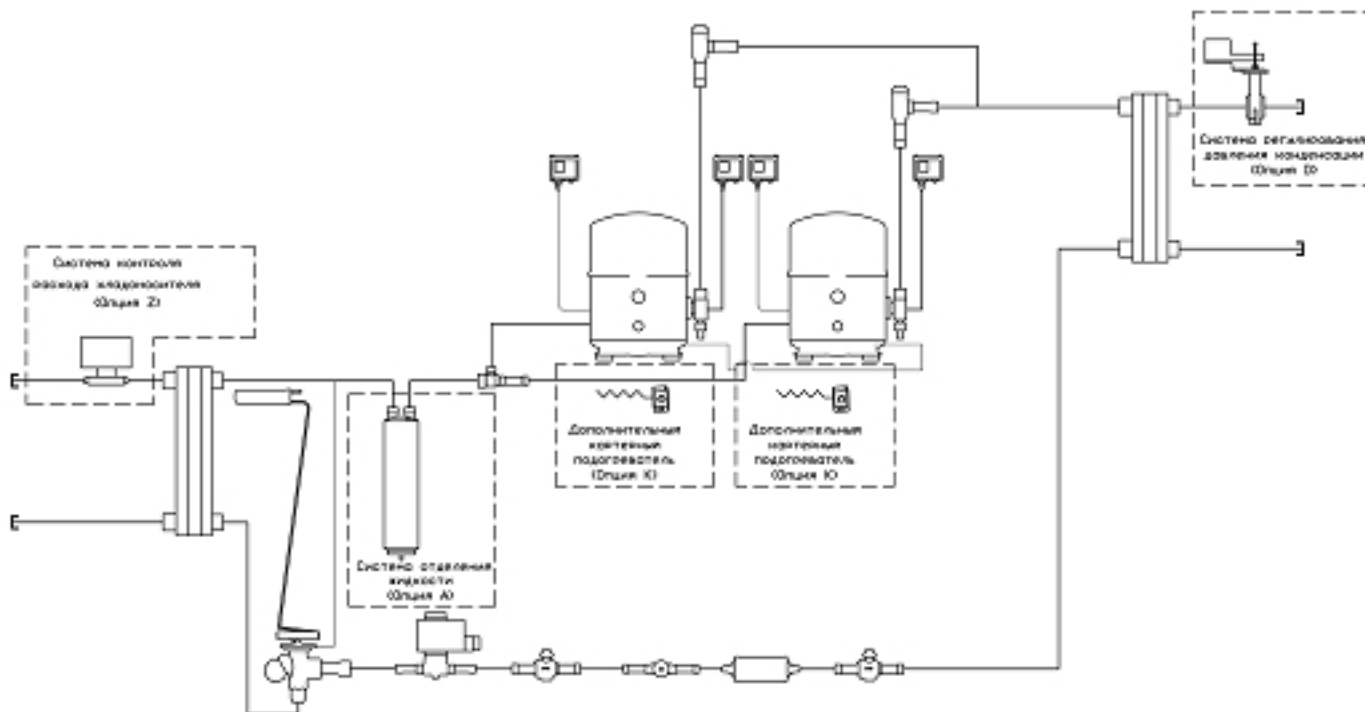 Система регулирования
давления конденсации
(Опция D)
Система контроля
расхода хладоносителя
(Опция Z)
Дополнительный
картерный
подогреватель
(Опция K)
Дополнительный
картерный
подогреватель
(Опция K)
Система отделения
жидкости
(Опция A)